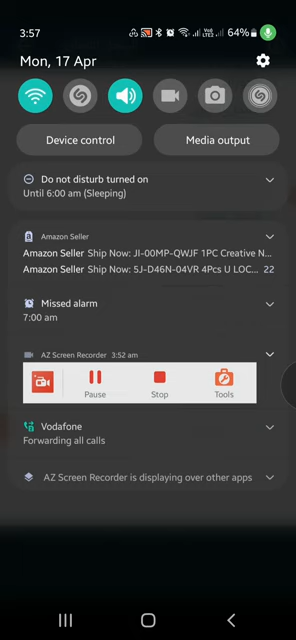 3:57
Vo)
LTE1
64%
Mon, 17 Apr
Device control
Media output
Do not disturb turned on
Until 6:00 am (Sleeping)
Amazon Seller
Amazon Seller Ship Now: JI-00MP-QWJF 1PC Creative N...
Amazon Seller Ship Now: 5J-D46N-04VR 4Pcs U LOC... 22
Missed alarm
7:00 am
AZ Screen Recorder 3:52 am
Pause
Stop
Tools
Vodafone
Forwarding all calls
AZ Screen Recorder is displaying over other apps